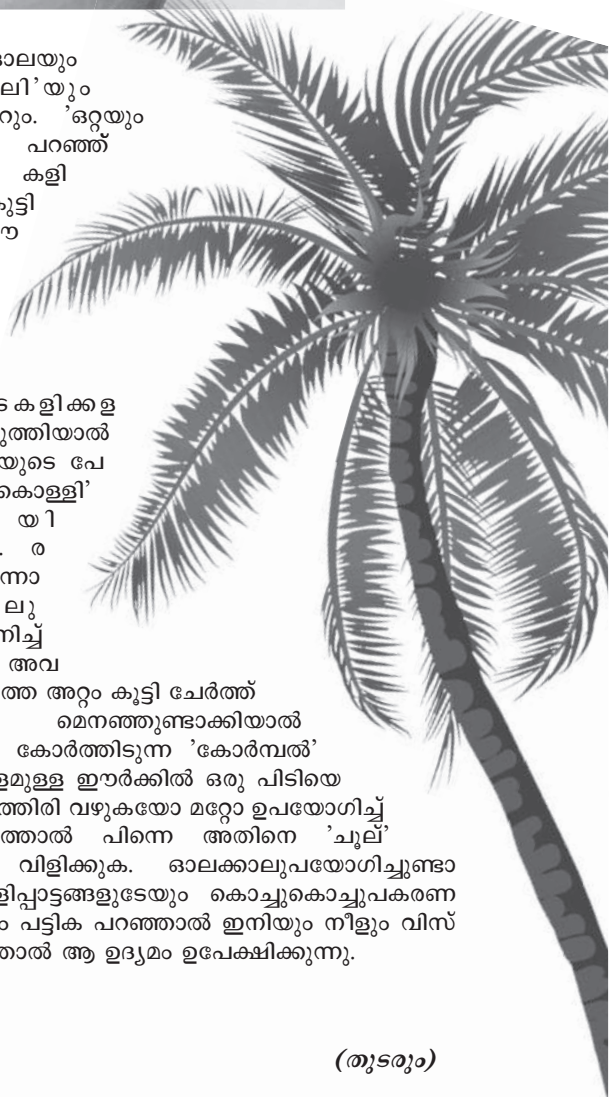 ാലയും
ലി'യും
റും. 'ഒറ്റയും
പറഞ്ഞ്
കളി
കുട്ടി
ഈ
ടകളിക്കള
ുത്തിയാൽ
യുടെ പേ
കൊള്ളി'
യി
. ര
ന്നാ
ലു
നിച്ച്
അവ
ത്ത അറ്റം കൂട്ടി ചേർത്ത്
മെനഞ്ഞുണ്ടാക്കിയാൽ
കോർത്തിടുന്ന 'കോർമ്പൽ'
ളമുള്ള ഈർക്കിൽ ഒരു പിടിയെ
ത്തിരി വഴുകയോ മറ്റോ ഉപയോഗിച്ച്
ത്താൽ പിന്നെ അതിനെ 'ചൂല്'
വിളിക്കുക. ഓലക്കാലുപയോഗിച്ചുണ്ടാ
ളിപ്പാട്ടങ്ങളുടേയും കൊച്ചുകൊച്ചുപകരണ
ം പട്ടിക പറഞ്ഞാൽ ഇനിയും നീളും വിസ്
താൽ ആ ഉദ്യമം ഉപേക്ഷിക്കുന്നു.
(തുടരും)